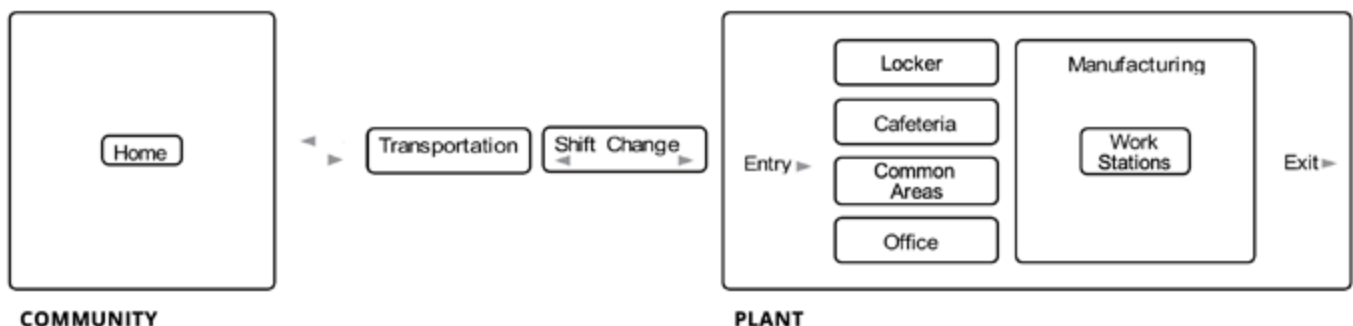 Home
Transportation
Shift Change
Entry
Locker
Cafeteria
Common
Areas
Office
Manufacturing
Work
Stations
Exit
COMMUNITY
PLANT